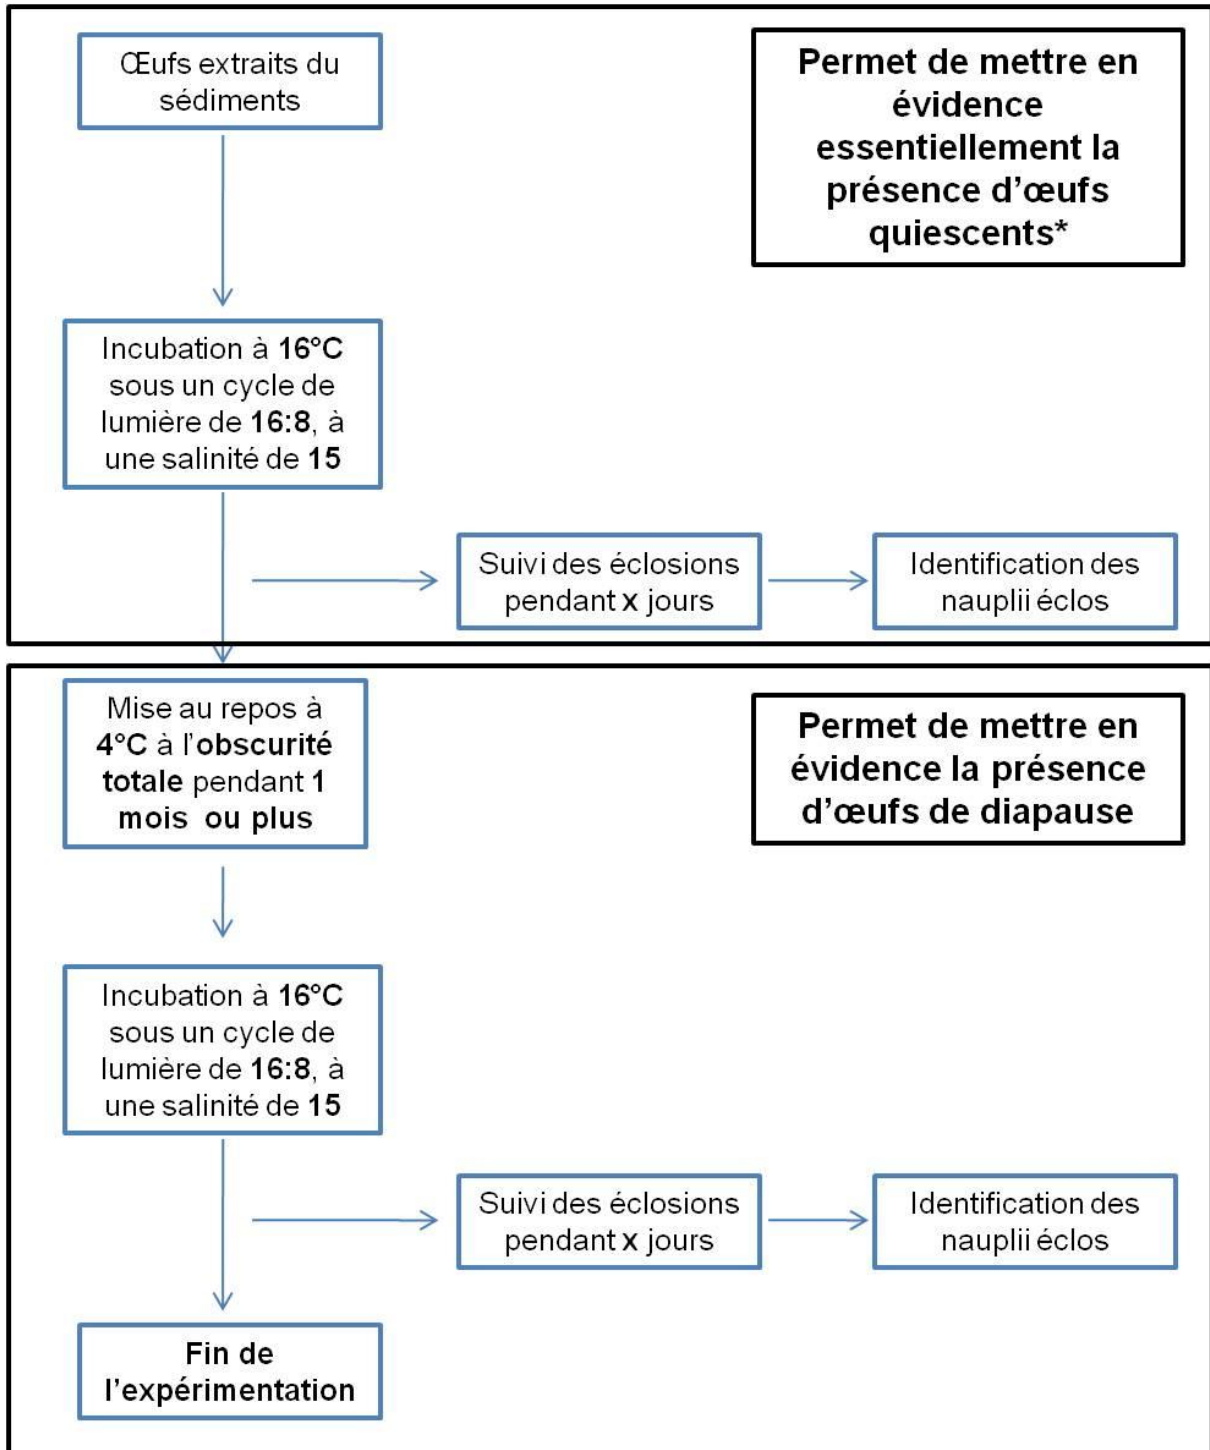 Œufs extraits du
sédiments
Permet de mettre en
évidence
essentiellement la
présence d'œufs
quiescents*
Incubation à 16°C
sous un cycle de
lumière de 16:8, à
une salinité de 15
Suivi des éclosions
pendant x jours
Identification des
nauplii éclos
Mise au repos à
4°C à l'obscurité
totale pendant 1
mois ou plus
Permet de mettre en
évidence la présence
d'œufs de diapause
Incubation à 16°C
sous un cycle de
lumière de 16:8, à
une salinité de 15
Suivi des éclosions
pendant x jours
Identification des
nauplii éclos
Fin de
l'expérimentation